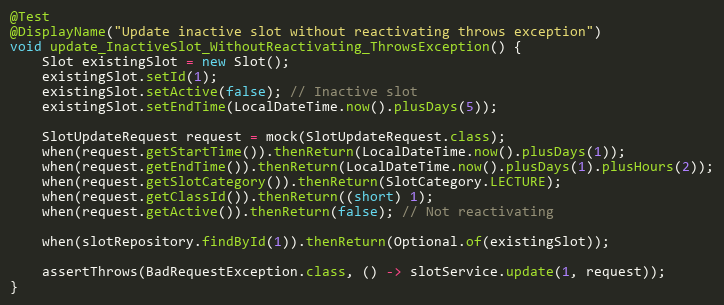 @Test
@DisplayName("Update inactive slot without reactivating throws exception")
void update_InactiveSlot_WithoutReactivating_ThrowsException() {
    Slot existingSlot = new Slot();
    existingSlot.setId(1);
    existingSlot.setActive(false); // Inactive slot
    existingSlot.setEndTime(LocalDateTime.now().plusDays(5));

    SlotUpdateRequest request = mock(SlotUpdateRequest.class);
    when(request.getStartTime()).thenReturn(LocalDateTime.now().plusDays(1));
    when(request.getEndTime()).thenReturn(LocalDateTime.now().plusDays(1).plusHours(2));
    when(request.getSlotCategory()).thenReturn(SlotCategory.LECTURE);
    when(request.getClassId()).thenReturn((short) 1);
    when(request.getActive()).thenReturn(false); // Not reactivating

    when(slotRepository.findById(1)).thenReturn(Optional.of(existingSlot));

    assertThrows(BadRequestException.class, () -> slotService.update(1, request));
}